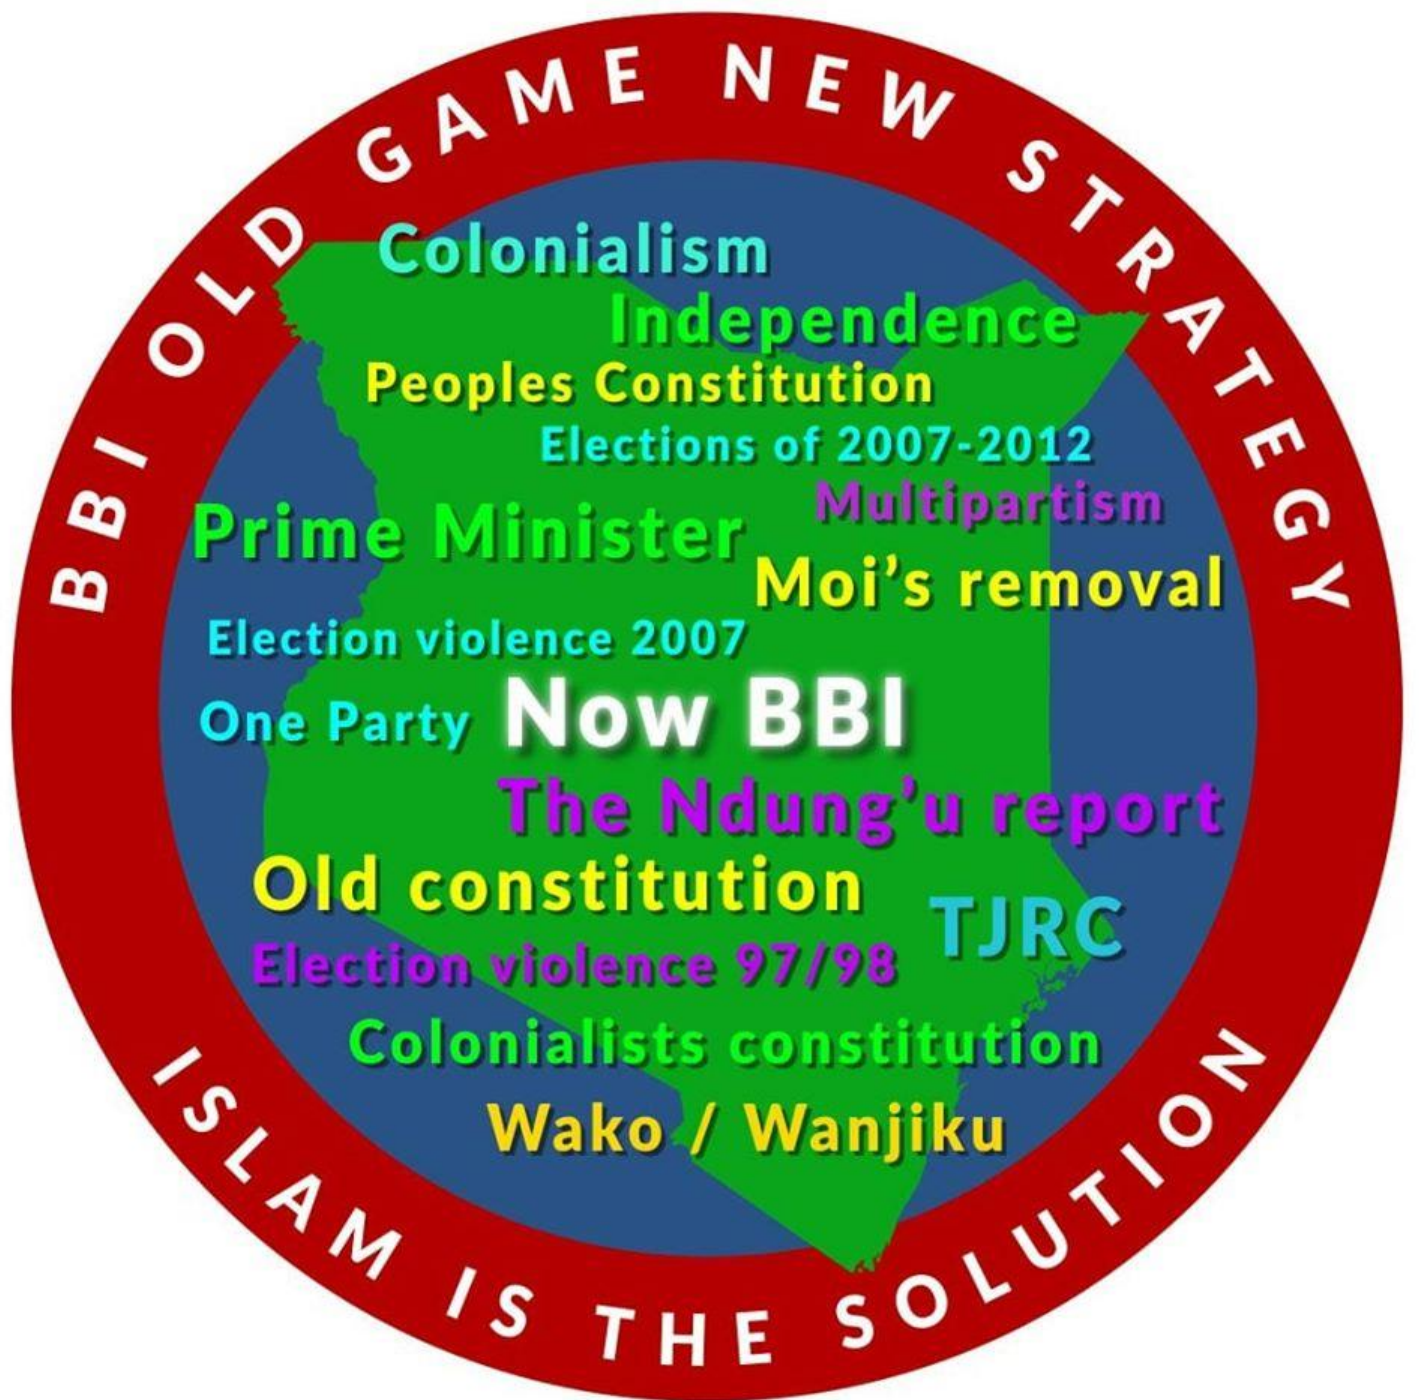 BBI OLD GAME NEW STRATEGY
Colonialism
Independence
Peoples Constitution
Elections of 2007-2012
Multipartism
Prime Minister
Moi's removal
Election violence 2007
One Party
Now BBI
The Ndung'u report
Old constitution
TJRC
Election violence 97/98
Colonialists constitution
Wako / Wanjiku
ISLAM IS THE SOLUTION